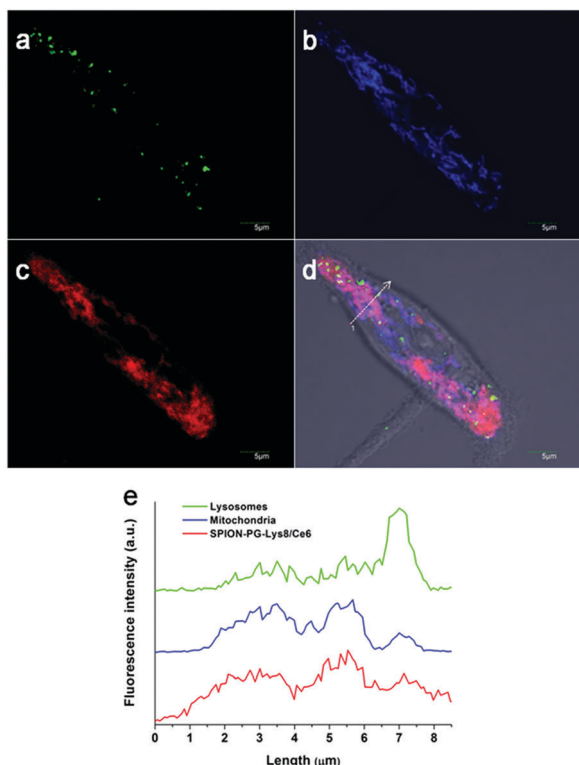 a
5µm
b
5µm
c
5µm
d
1
5µm
e
Lysosomes
Mitochondria
SPION-PG-Lys8/Ce6
Fluorescence intensity (a.u.)
0 1 2 3 4 5 6 7 8
Length (µm)